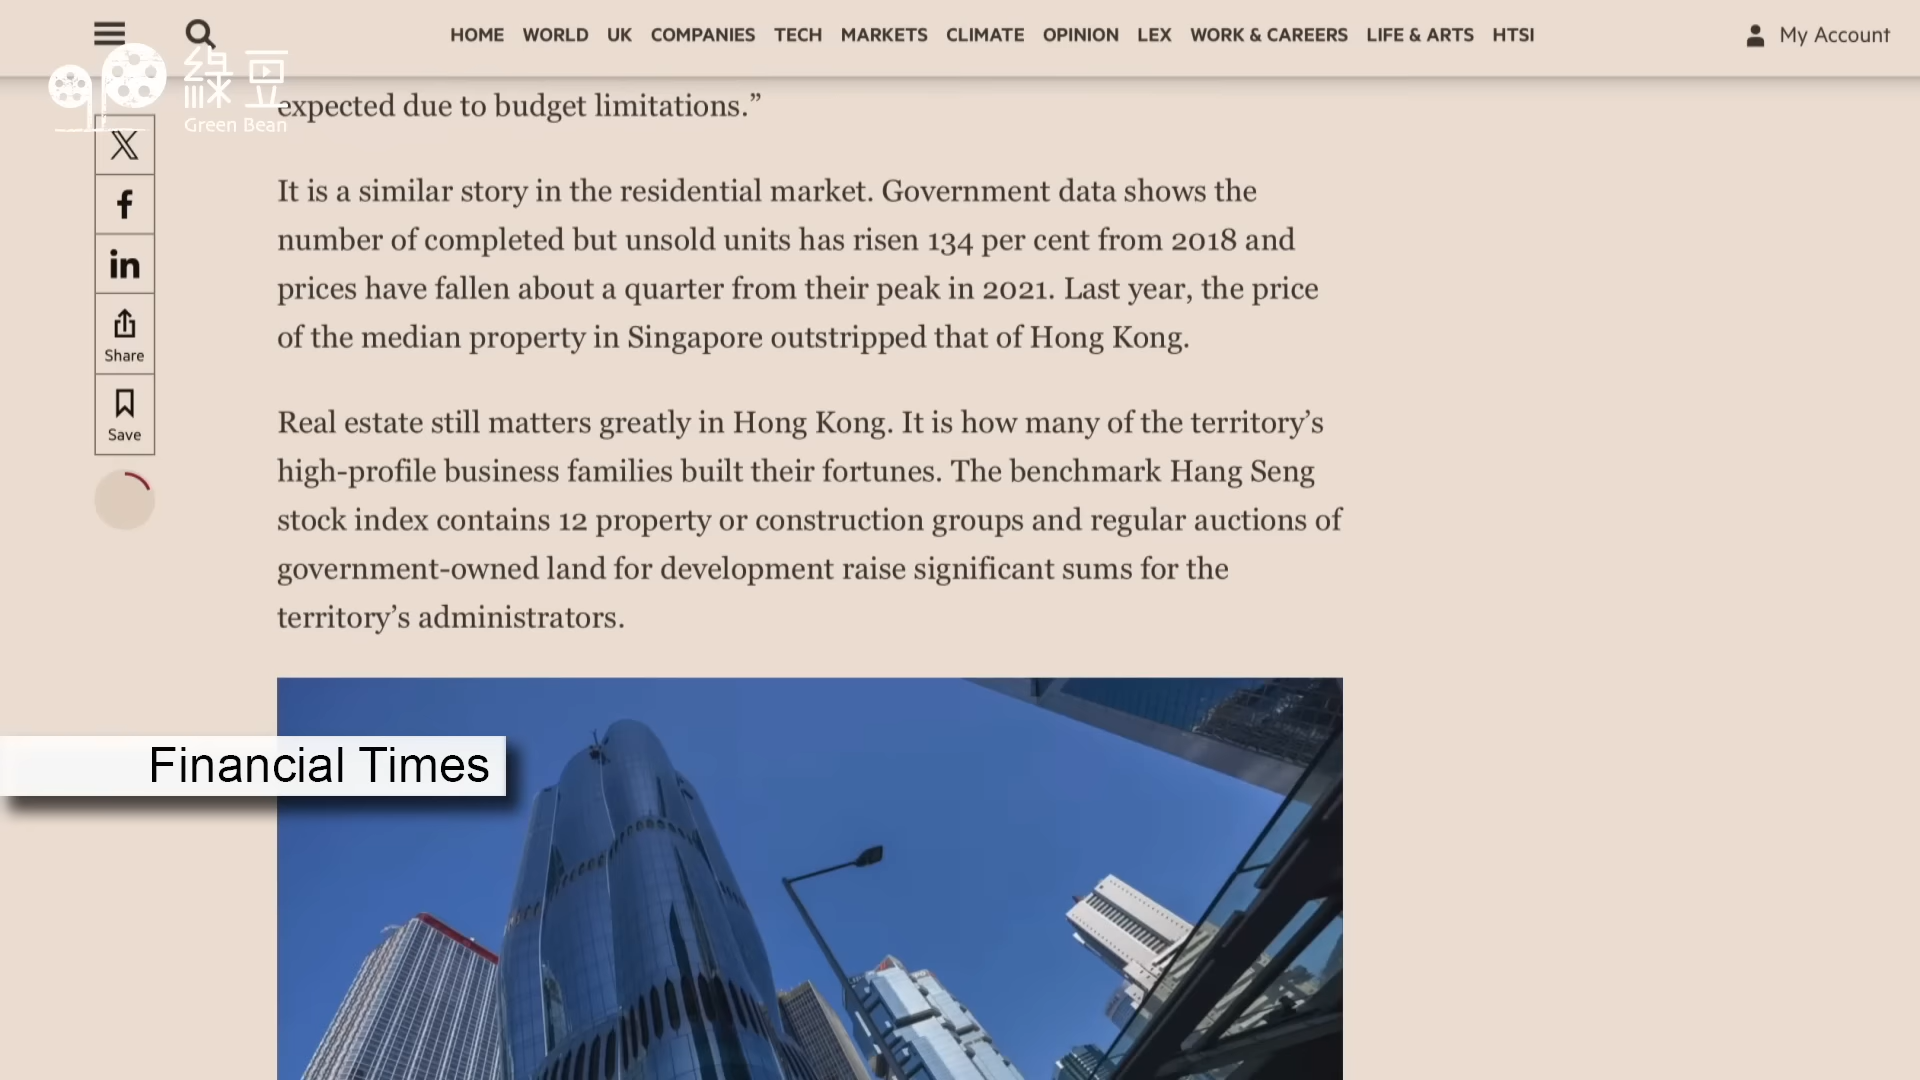 HOME WORLD UK COMPANIES TECH MARKETS CLIMATE OPINION LEX WORK & CAREERS LIFE & ARTS HTSI
My Account
綠豆
Green Bean
expected due to budget limitations.”
It is a similar story in the residential market. Government data shows the
number of completed but unsold units has risen 134 per cent from 2018 and
prices have fallen about a quarter from their peak in 2021. Last year, the price
of the median property in Singapore outstripped that of Hong Kong.
Real estate still matters greatly in Hong Kong. It is how many of the territory’s
high-profile business families built their fortunes. The benchmark Hang Seng
stock index contains 12 property or construction groups and regular auctions of
government-owned land for development raise significant sums for the
territory’s administrators.
Share
Save
Financial Times